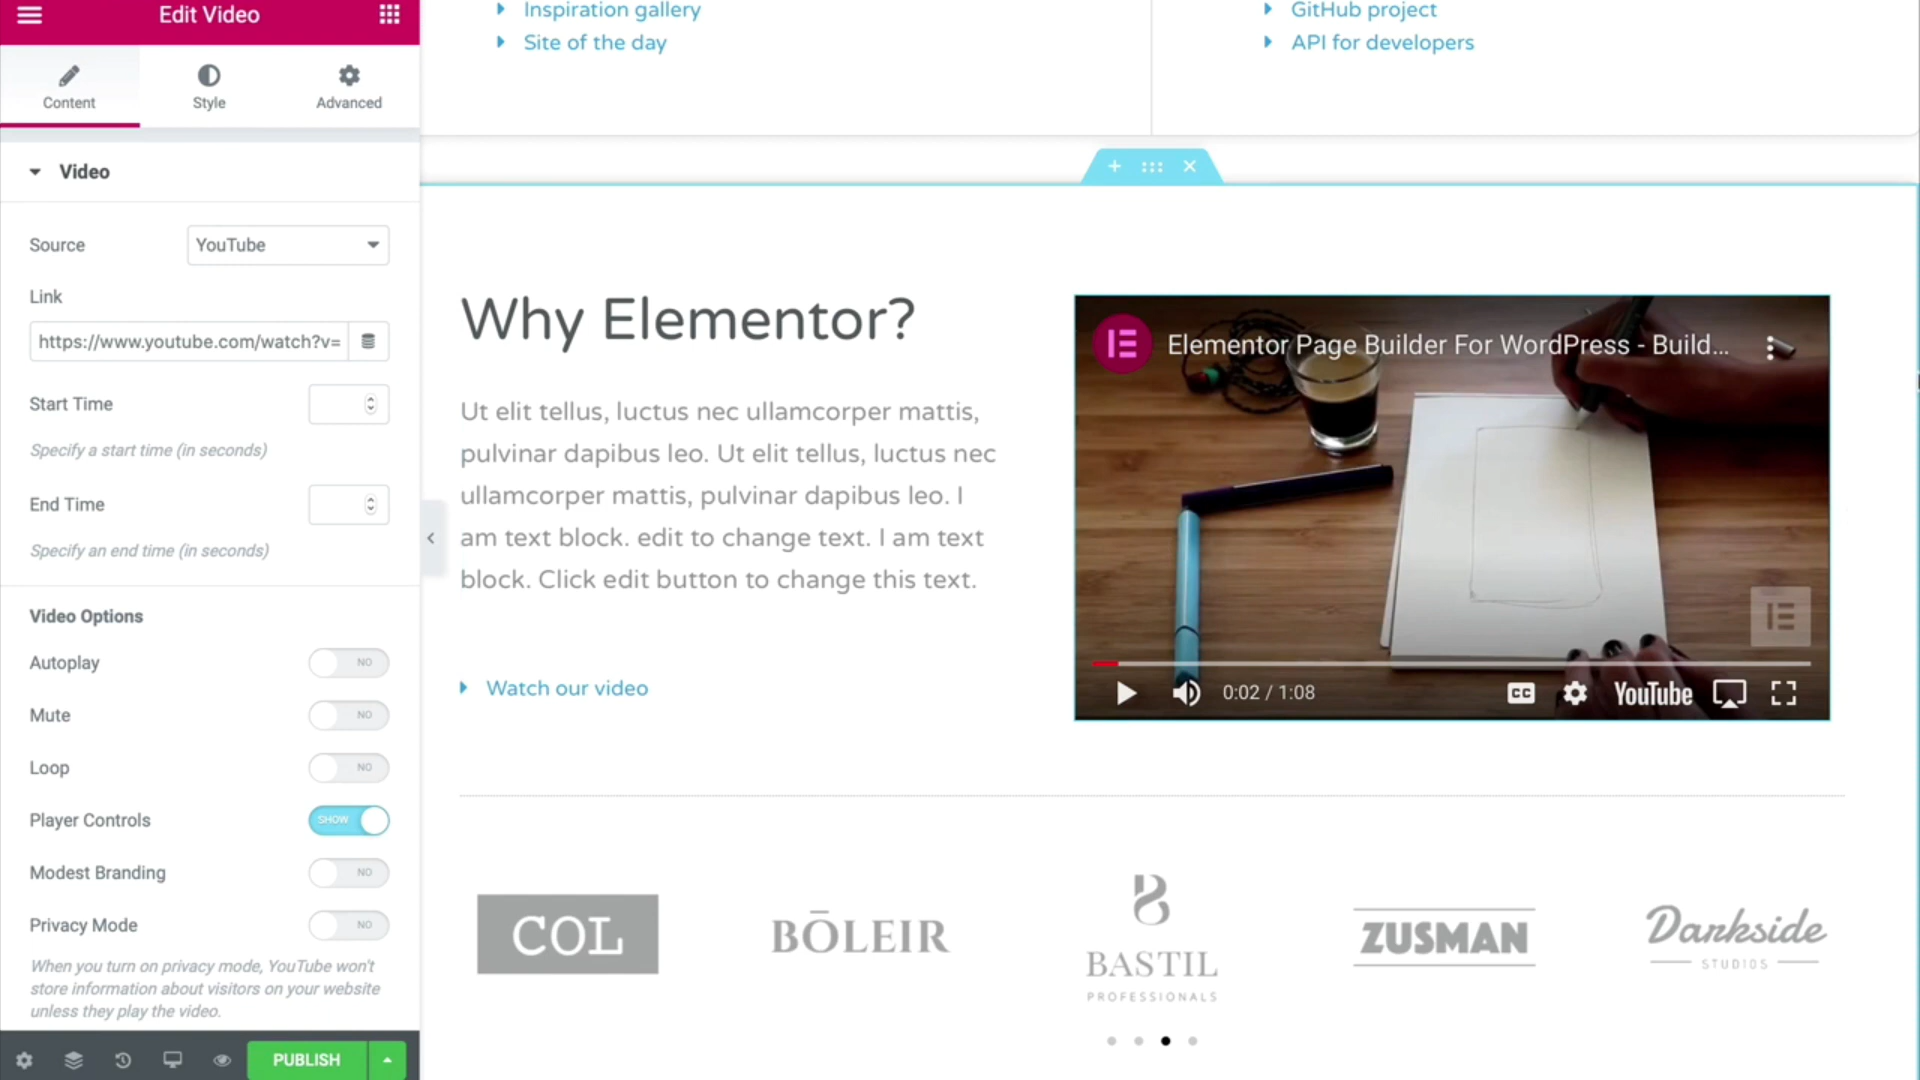 Edit Video
Content
Style
Advanced
Video
Source
YouTube
Link
https://www.youtube.com/watch?v=
Start Time
Specify a start time (in seconds)
End Time
Specify an end time (in seconds)
Video Options
Autoplay
NO
Mute
NO
Loop
NO
Player Controls
SHOW
Modest Branding
NO
Privacy Mode
NO
When you turn on privacy mode, YouTube won't
store information about visitors on your website
unless they play the video.
PUBLISH
Inspiration gallery
Site of the day
GitHub project
API for developers
Why Elementor?
Ut elit tellus, luctus nec ullamcorper mattis,
pulvinar dapibus leo. Ut elit tellus, luctus nec
ullamcorper mattis, pulvinar dapibus leo. I
am text block. edit to change text. I am text
block. Click edit button to change this text.
Watch our video
Elementor Page Builder For WordPress - Build...
0:02 / 1:08
CC
YouTube
COL
BŌLEIR
BASTIL
PROFESSIONALS
ZUSMAN
Darkside
STUDIOS